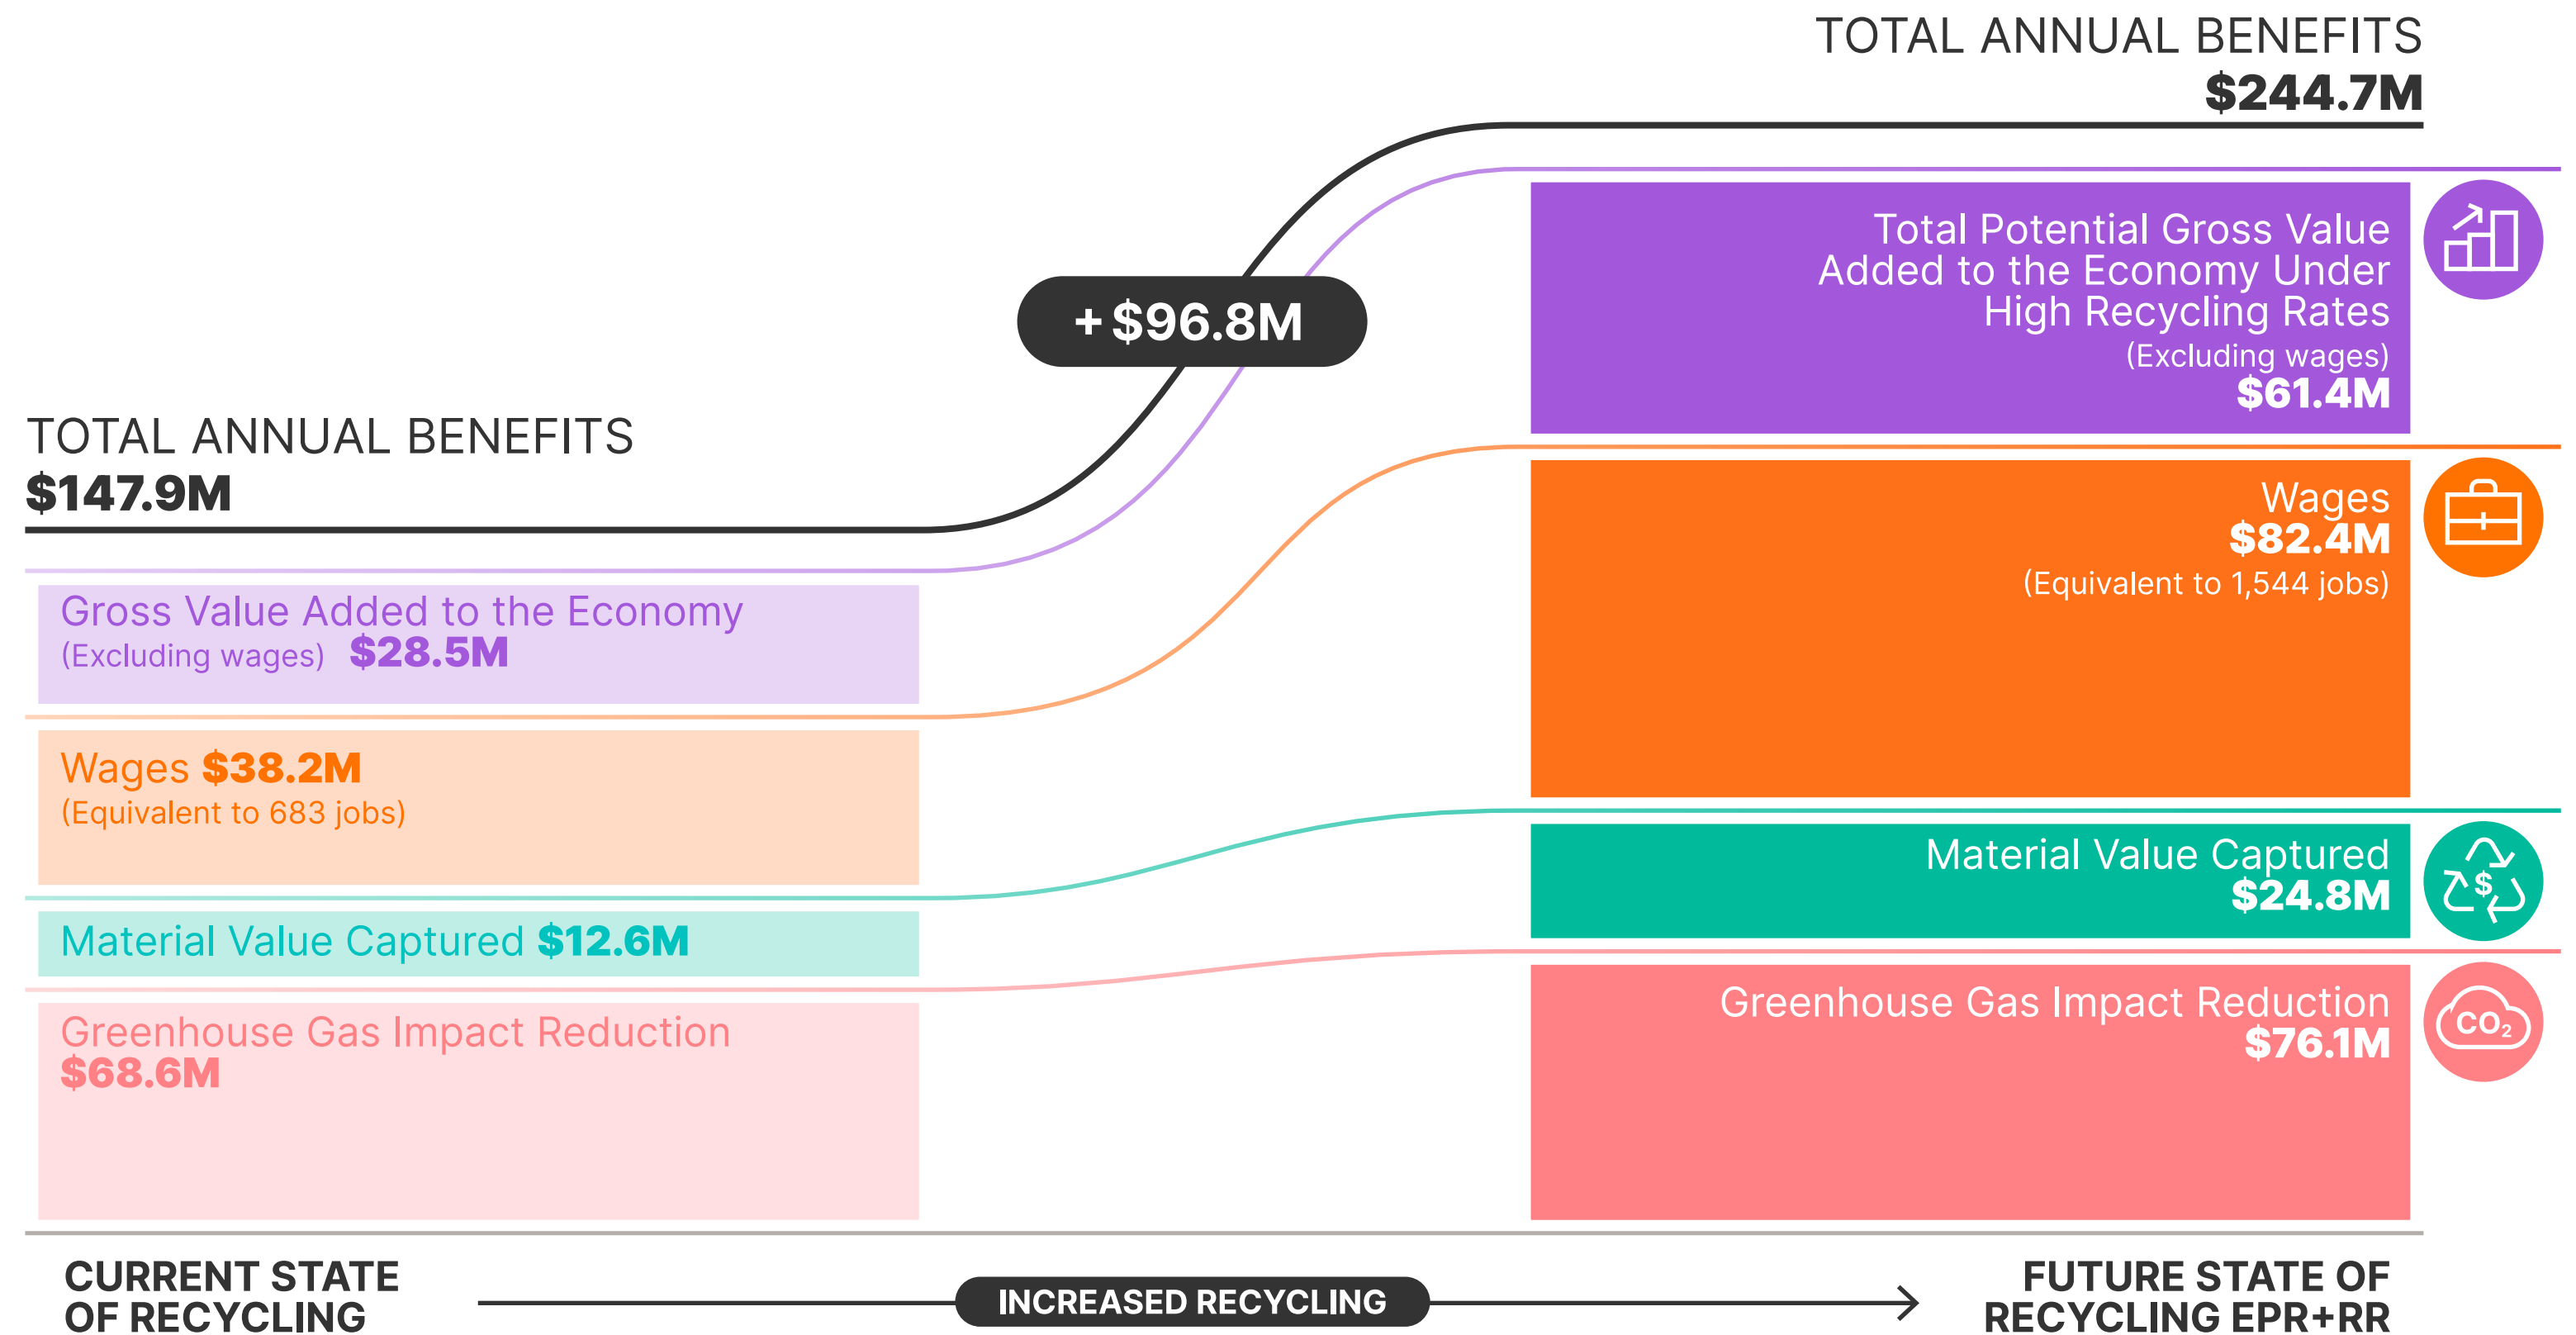 TOTAL ANNUAL BENEFITS
$244.7M
Total Potential Gross Value
Added to the Economy Under
High Recycling Rates
(Excluding wages)
$61.4M
+$96.8M
TOTAL ANNUAL BENEFITS
$147.9M
Wages
$82.4M
(Equivalent to 1,544 jobs)
Gross Value Added to the Economy
(Excluding wages) $28.5M
Wages $38.2M
(Equivalent to 683 jobs)
Material Value Captured
$24.8M
$
Material Value Captured $12.6M
Greenhouse Gas Impact Reduction
$76.1M
CO₂
Greenhouse Gas Impact Reduction
$68.6M
CURRENT STATE
OF RECYCLING
INCREASED RECYCLING
FUTURE STATE OF
RECYCLING EPR+RR